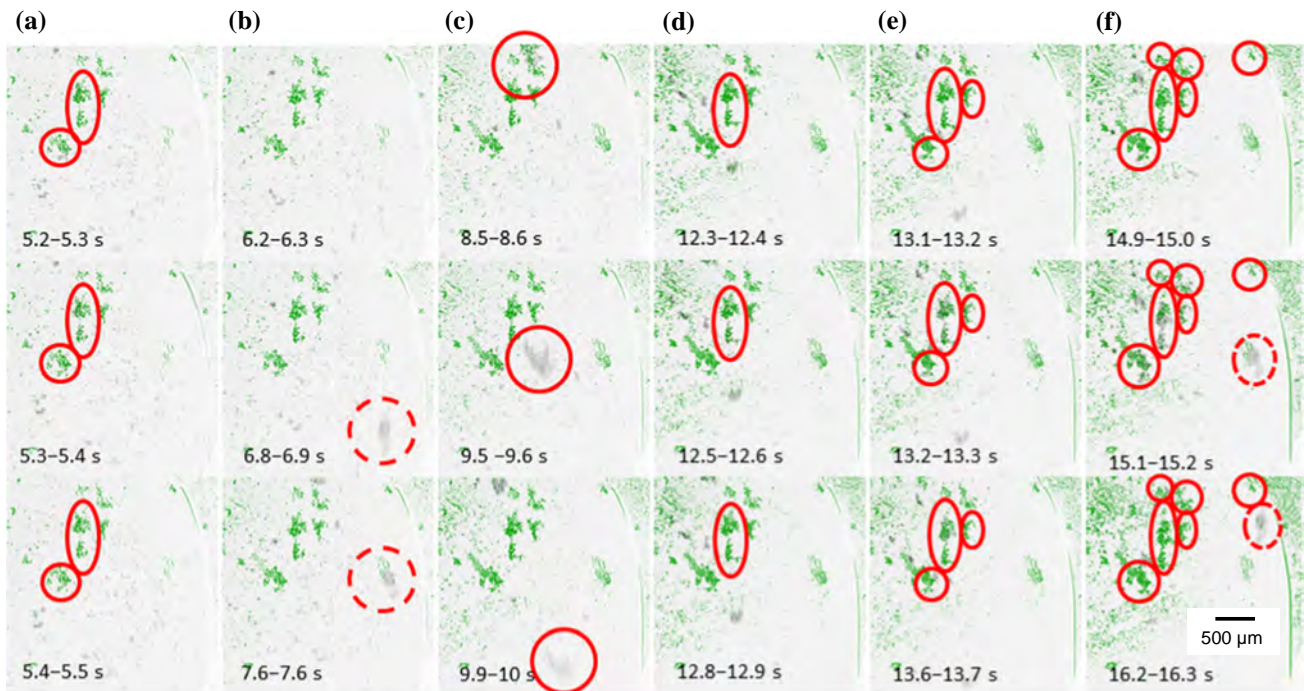 (a) (b) (c) (d) (e) (f)
5.2–5.3 s 6.2–6.3 s 8.5–8.6 s 12.3–12.4 s 13.1–13.2 s 14.9–15.0 s
5.3–5.4 s 6.8–6.9 s 9.5 –9.6 s 12.5–12.6 s 13.2–13.3 s 15.1–15.2 s
500 µm
5.4–5.5 s 7.6–7.6 s 9.9–10 s 12.8–12.9 s 13.6–13.7 s 16.2–16.3 s